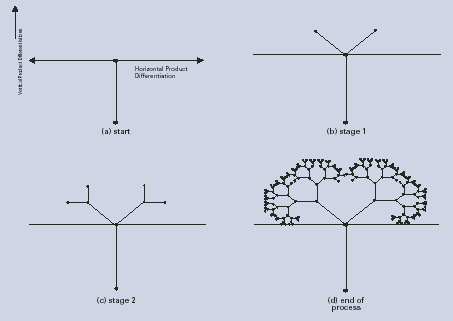 Vertical Product Differentiation
Horizontal Product
Differentiation
(a) start
(b) stage 1
(c) stage 2
(d) end of
process